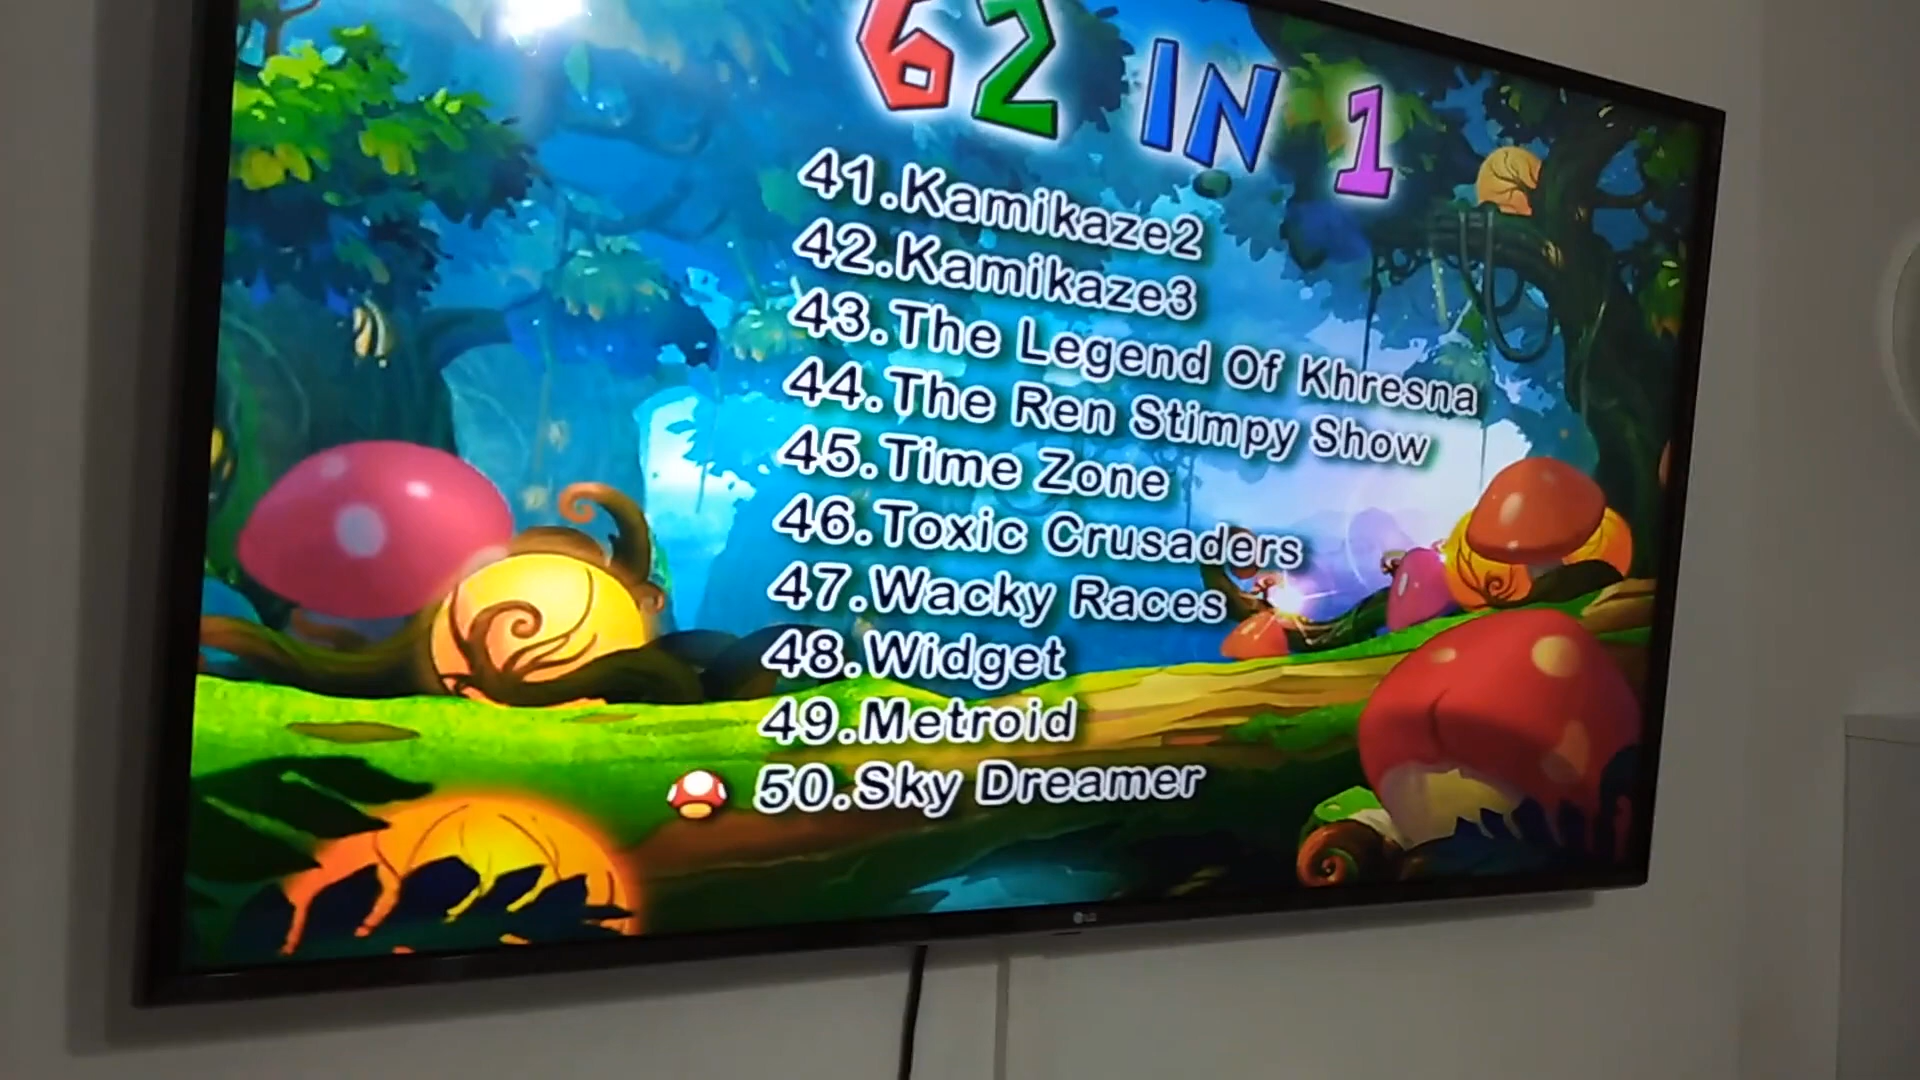 62 IN 1
41.Kamikaze2
42.Kamikaze3
43.The Legend Of Khresna
44.The Ren Stimpy Show
45.Time Zone
46.Toxic Crusaders
47.Wacky Races
48.Widget
49.Metroid
50.Sky Dreamer
LG